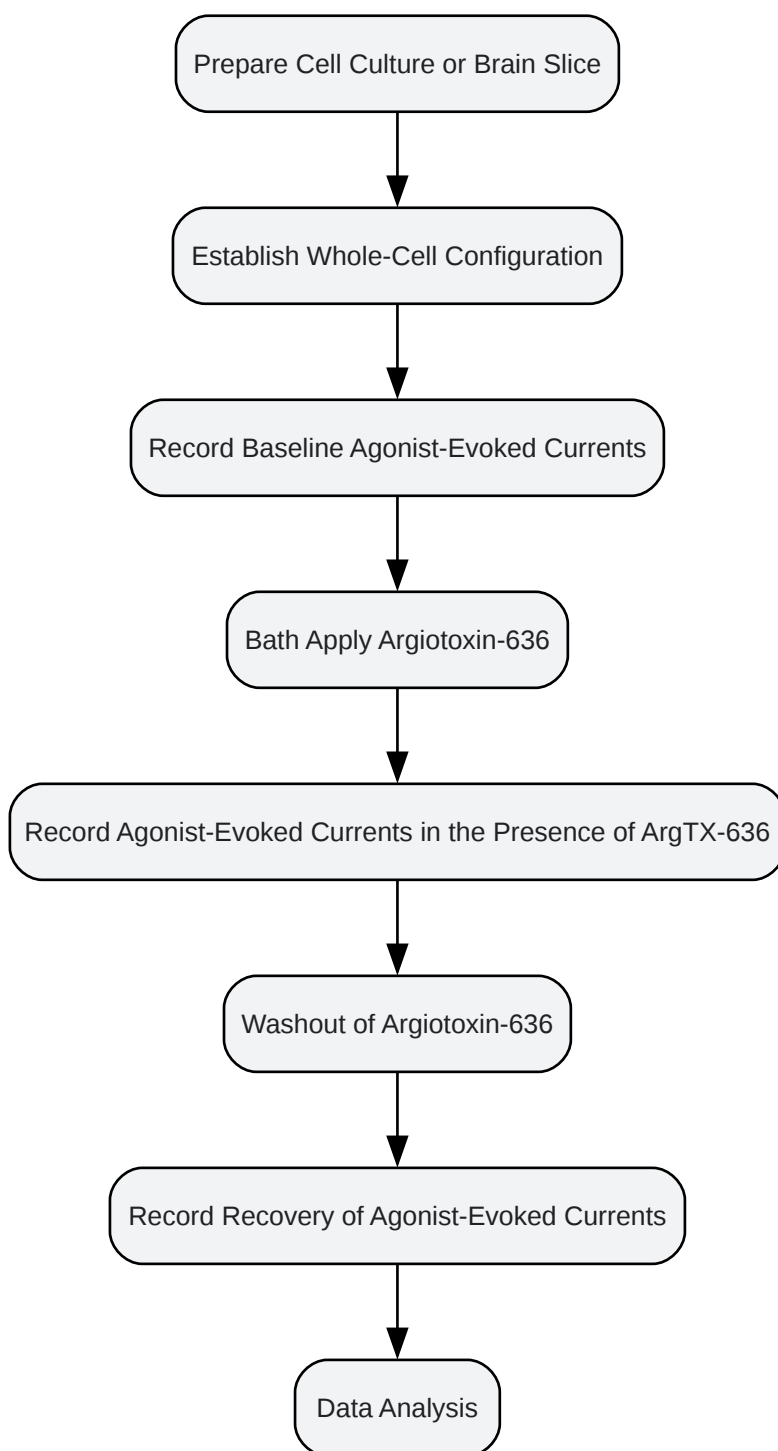 Prepare Cell Culture or Brain Slice
Establish Whole-Cell Configuration
Record Baseline Agonist-Evoked Currents
Bath Apply Argiotoxin-636
Record Agonist-Evoked Currents in the Presence of ArgTX-636
Washout of Argiotoxin-636
Record Recovery of Agonist-Evoked Currents
Data Analysis